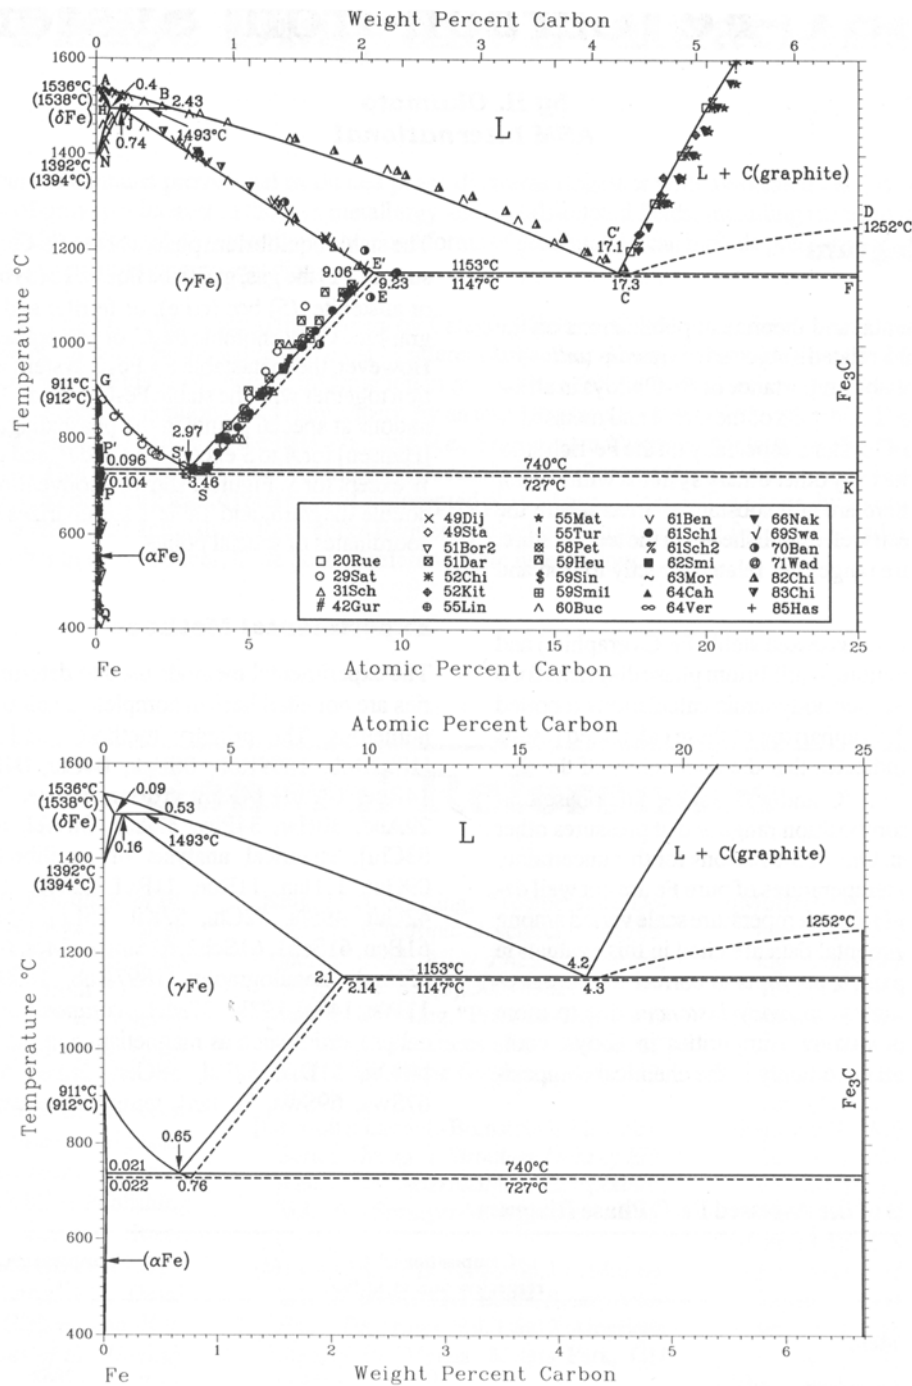 Weight Percent Carbon
0 1 2 3 4 5 6
1600
1536°C
(1538°C)
(δFe)
A
0.4
B
2.43
H
J
1493°C
0.74
L
1400
1392°C
(1394°C)
N
L + C(graphite)
D
1252°C
C'
17.1
1200
Temperature °C
(γFe)
9.06
E'
1153°C
9.23
1147°C
17.3
E
C
F
1000
Fe₃C
911°C
(912°C)
G
800
2.97
P'
S'
0.096
740°C
0.104
3.46
727°C
P
S
K
600
(αFe)
Q
20Rue
29Sat
31Sch
42Gur
49Dij
49Sta
51Bor2
51Dar
52Chi
52Kit
55Lin
55Mat
55Tur
58Pet
59Heu
59Sin
59Smi1
60Buc
61Ben
61Sch1
61Sch2
62Smi
63Mor
64Cah
64Ver
66Nak
69Swa
70Ban
71Wad
82Chi
83Chi
85Has
400
0 5 10 15 20 25
Fe
Atomic Percent Carbon
Atomic Percent Carbon
0 5 10 15 20 25
1600
1536°C
(1538°C)
(δFe)
0.09
0.53
1493°C
0.16
L
L + C(graphite)
1400
1392°C
(1394°C)
1252°C
1200
Temperature °C
(γFe)
2.1
1153°C
4.2
2.14
1147°C
4.3
1000
Fe₃C
911°C
(912°C)
800
0.65
0.021
740°C
0.022
0.76
727°C
600
(αFe)
400
0 1 2 3 4 5 6
Fe
Weight Percent Carbon